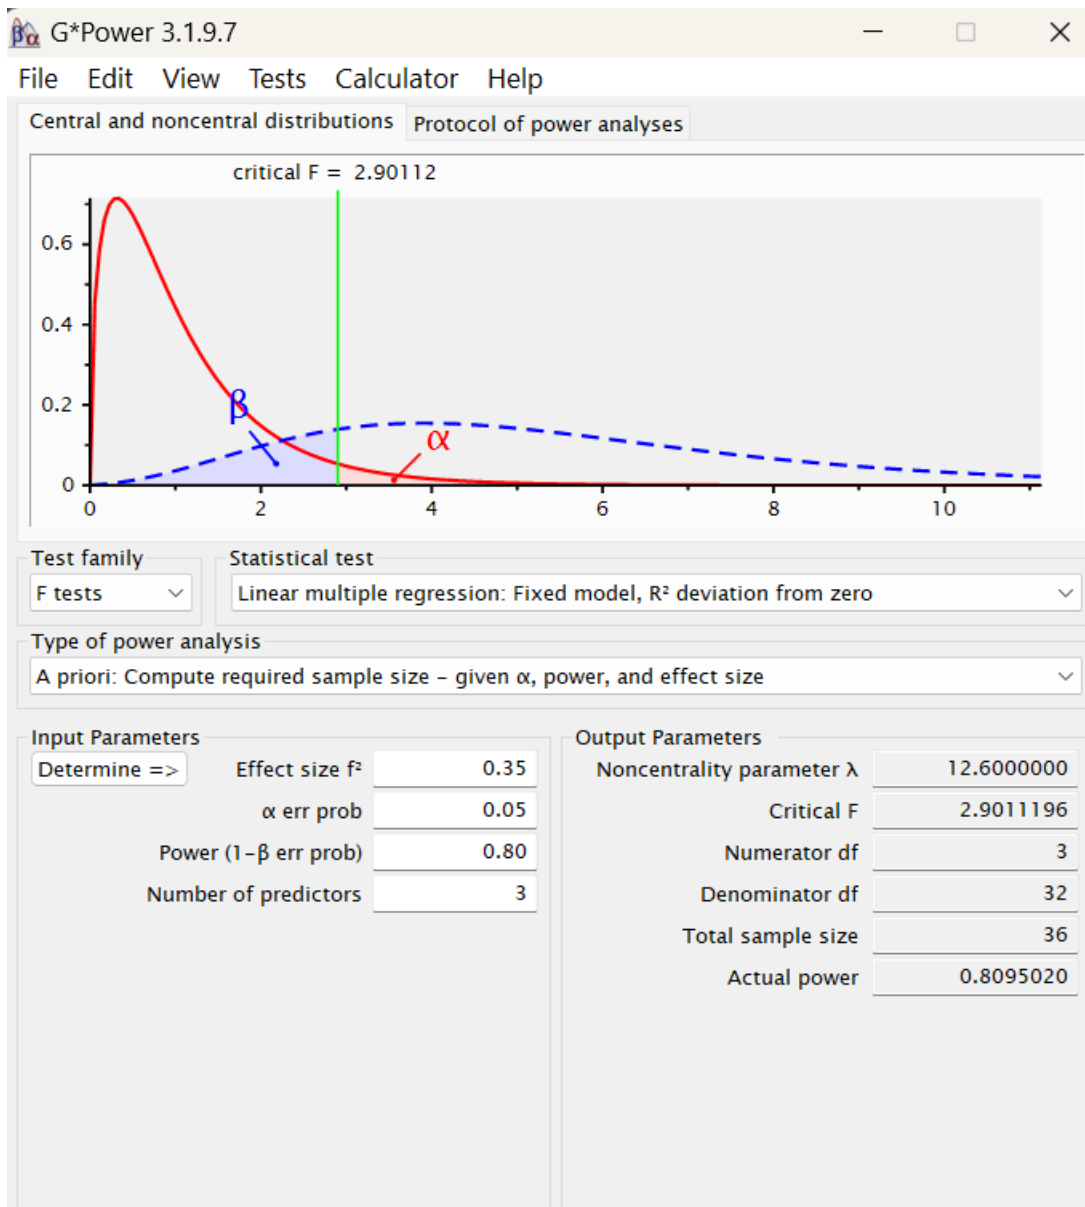 G*Power 3.1.9.7
File Edit View Tests Calculator Help
Central and noncentral distributions Protocol of power analyses
critical F = 2.90112
0.6
0.4
0.2
0
β
α
0 2 4 6 8 10
Test family Statistical test
F tests Linear multiple regression: Fixed model, R² deviation from zero
Type of power analysis
A priori: Compute required sample size – given α, power, and effect size
Input Parameters
Determine => Effect size f² 0.35
α err prob 0.05
Power (1–β err prob) 0.80
Number of predictors 3
Output Parameters
Noncentrality parameter λ 12.6000000
Critical F 2.9011196
Numerator df 3
Denominator df 32
Total sample size 36
Actual power 0.8095020